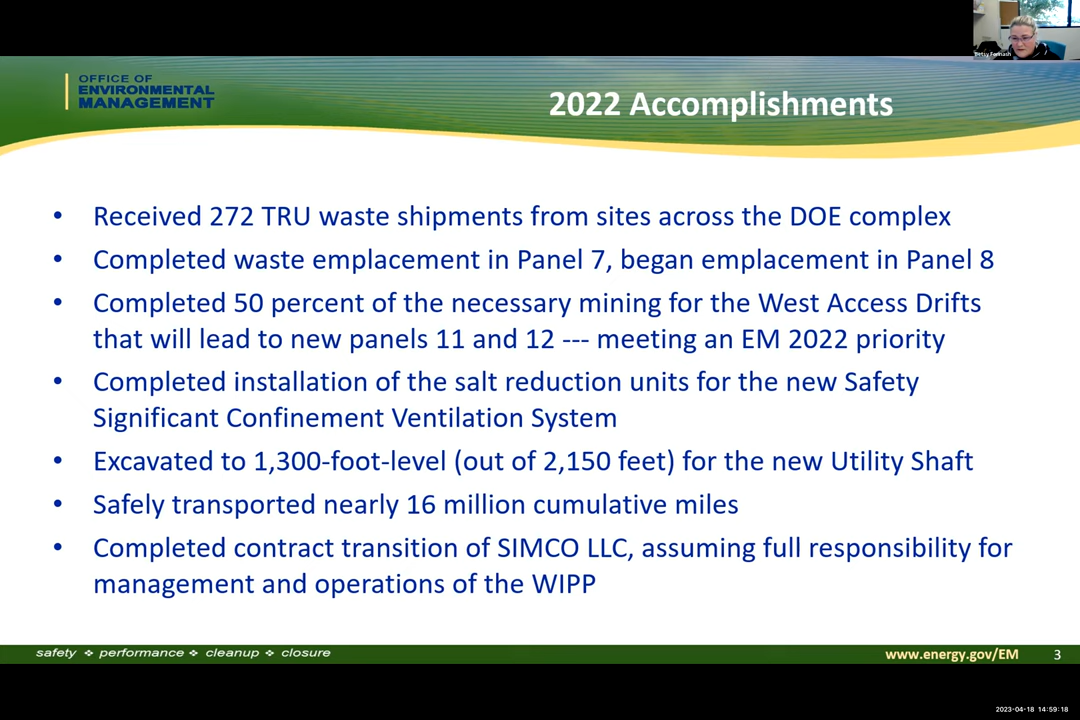 Betsy Forinash
OFFICE OF
ENVIRONMENTAL
MANAGEMENT
2022 Accomplishments
• Received 272 TRU waste shipments from sites across the DOE complex
• Completed waste emplacement in Panel 7, began emplacement in Panel 8
• Completed 50 percent of the necessary mining for the West Access Drifts
that will lead to new panels 11 and 12 --- meeting an EM 2022 priority
• Completed installation of the salt reduction units for the new Safety
Significant Confinement Ventilation System
• Excavated to 1,300-foot-level (out of 2,150 feet) for the new Utility Shaft
• Safely transported nearly 16 million cumulative miles
• Completed contract transition of SIMCO LLC, assuming full responsibility for
management and operations of the WIPP
safety ❖ performance ❖ cleanup ❖ closure
www.energy.gov/EM 3
2023-04-18 14:59:18